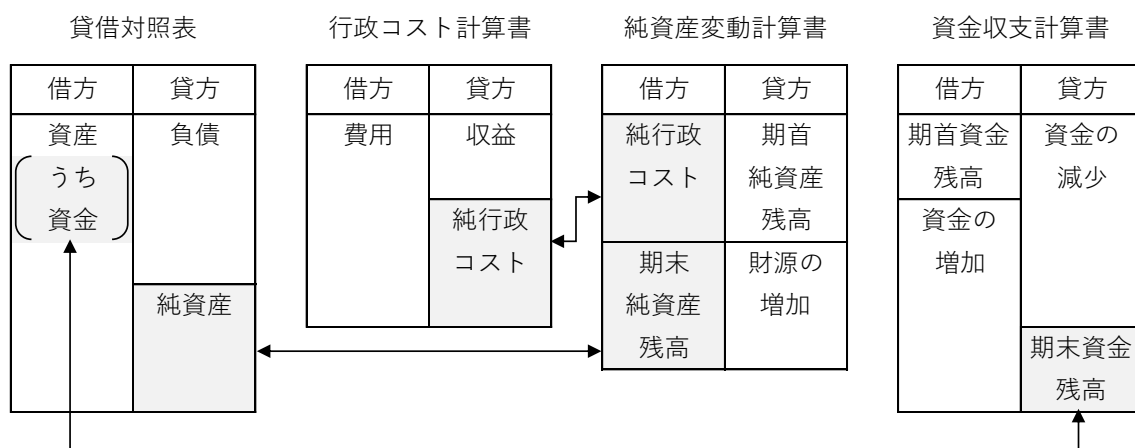 貸借対照表
借方 貸方
資産
うち
資金
負債
純資産
行政コスト計算書
借方 貸方
費用
収益
純行政
コスト
純資産変動計算書
借方 貸方
純行政
コスト
期首
純資産
残高
期末
純資産
残高
財源の
増加
資金収支計算書
借方 貸方
期首資金
残高
資金の
増加
資金の
減少
期末資金
残高